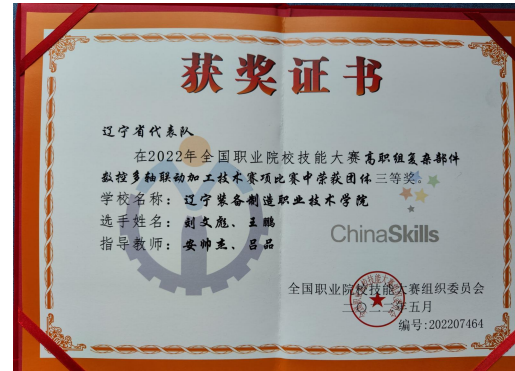 获奖证书
辽宁省代表队
在2022年全国职业院校技能大赛高职组复杂部件
数控多轴联动加工技术赛项比赛中荣获团体三等奖。
学校名称：辽宁装备制造职业技术学院
选手姓名：刘文彪、王鹏
指导教师：安帅杰、吕品
ChinaSkills
全国职业院校技能大赛组织委员会
二〇二二年五月
编号:202207464